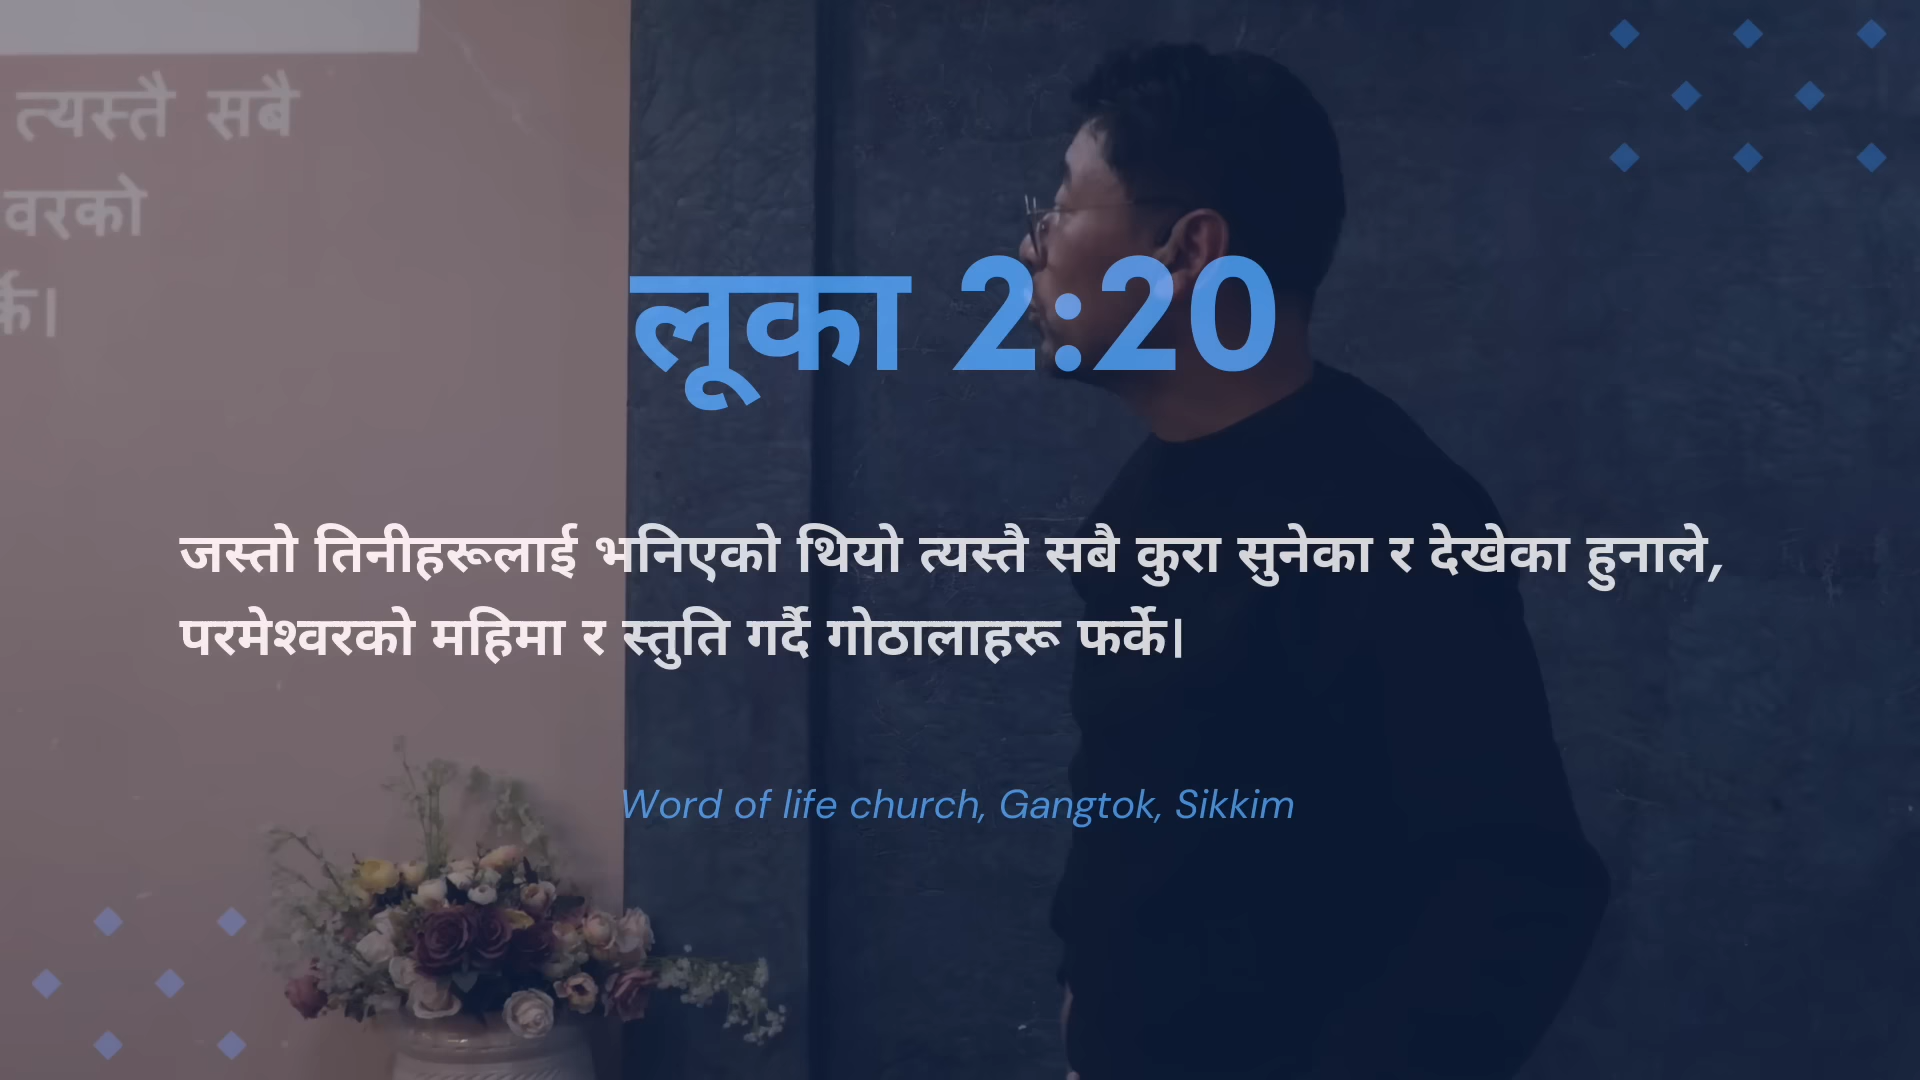 त्यस्तै सबै
वरको
र्के।
लूका 2:20
जस्तो तिनीहरूलाई भनिएको थियो त्यस्तै सबै कुरा सुनेका र देखेका हुनाले,
परमेश्वरको महिमा र स्तुति गर्दै गोठालाहरू फर्के।
Word of life church, Gangtok, Sikkim